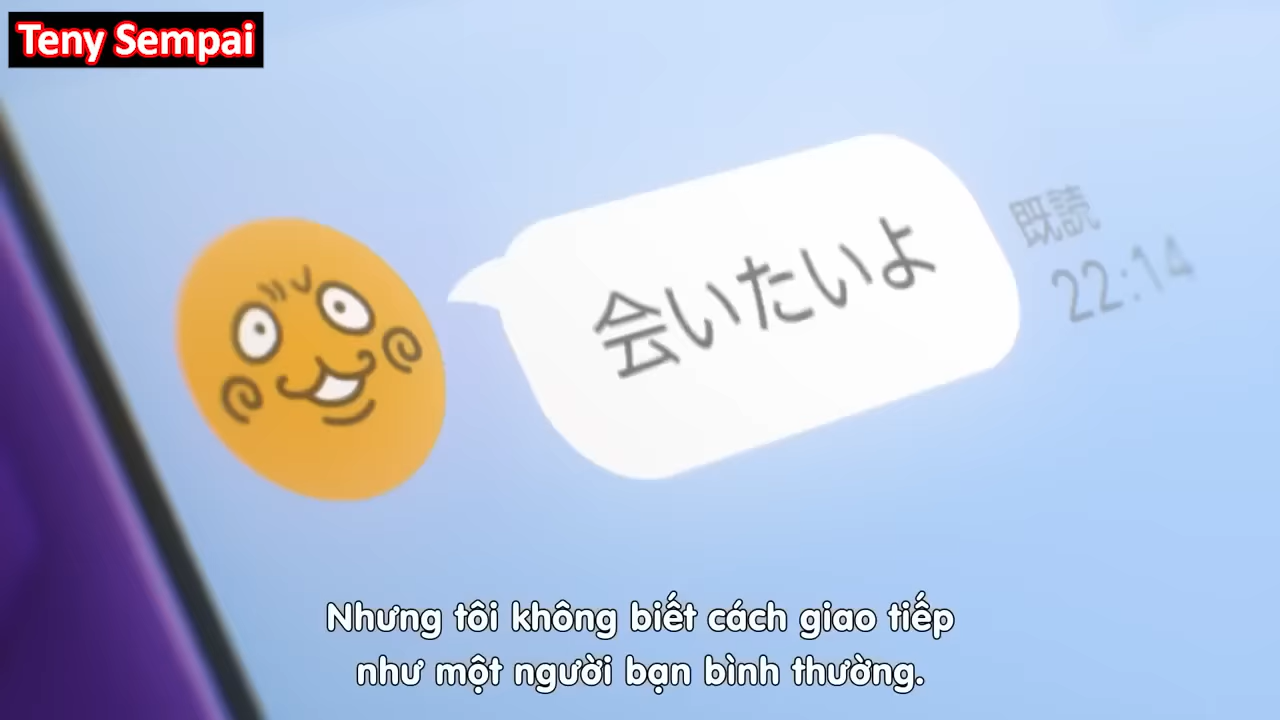 Teny Sempai
会いたいよ
既読
22:14
Nhưng tôi không biết cách giao tiếp
như một người bạn bình thường.